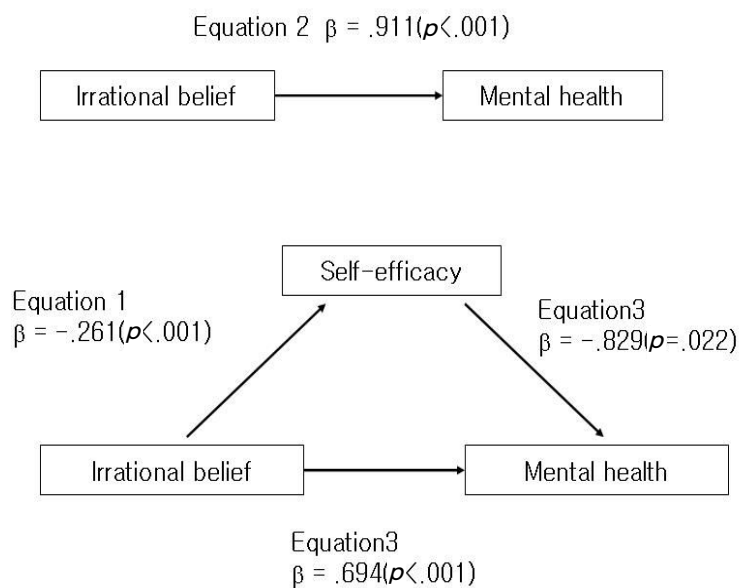 Equation 2 β = .911(p<.001)
Irrational belief
Mental health
Self-efficacy
Equation 1
β = -.261(p<.001)
Equation3
β = -.829(p=.022)
Irrational belief
Mental health
Equation3
β = .694(p<.001)